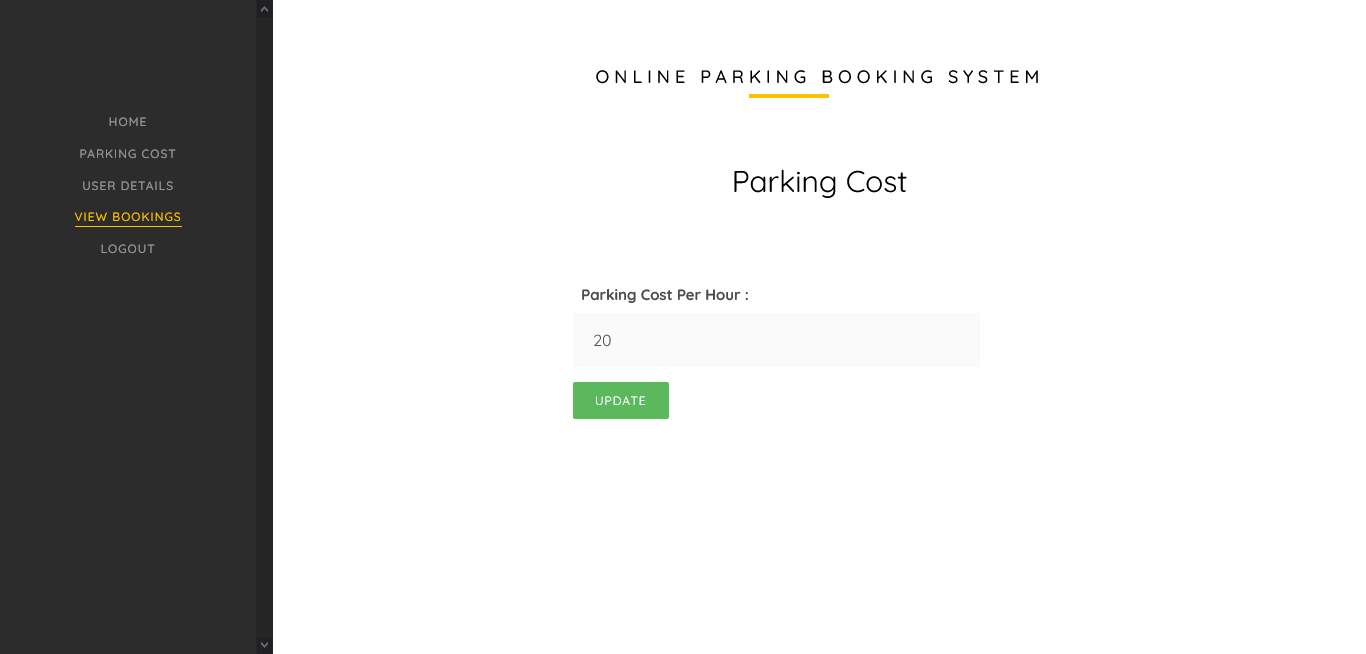 HOME
PARKING COST
USER DETAILS
VIEW BOOKINGS
LOGOUT
ONLINE PARKING BOOKING SYSTEM
Parking Cost
Parking Cost Per Hour :
20
UPDATE